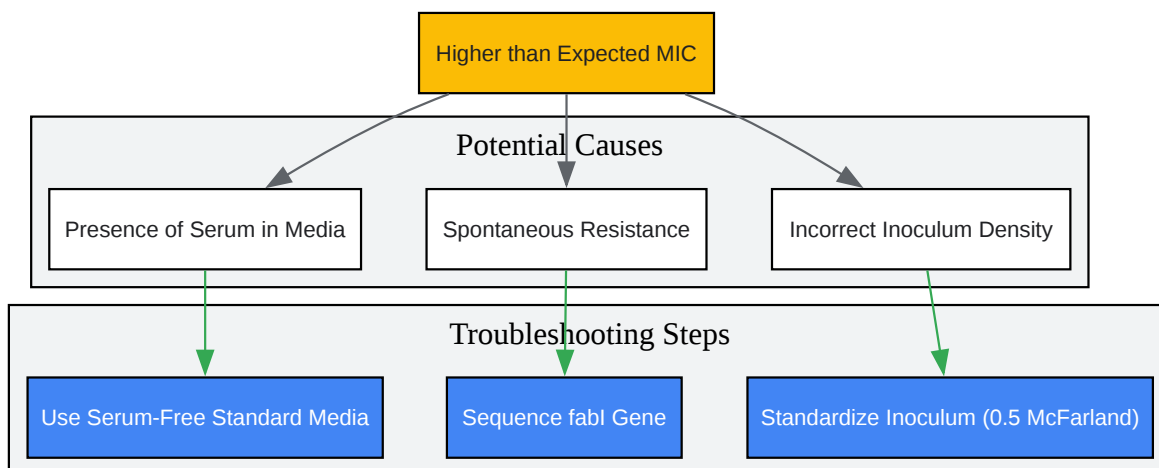 Higher than Expected MIC
Potential Causes
Presence of Serum in Media
Spontaneous Resistance
Incorrect Inoculum Density
Troubleshooting Steps
Use Serum-Free Standard Media
Sequence fabI Gene
Standardize Inoculum (0.5 McFarland)